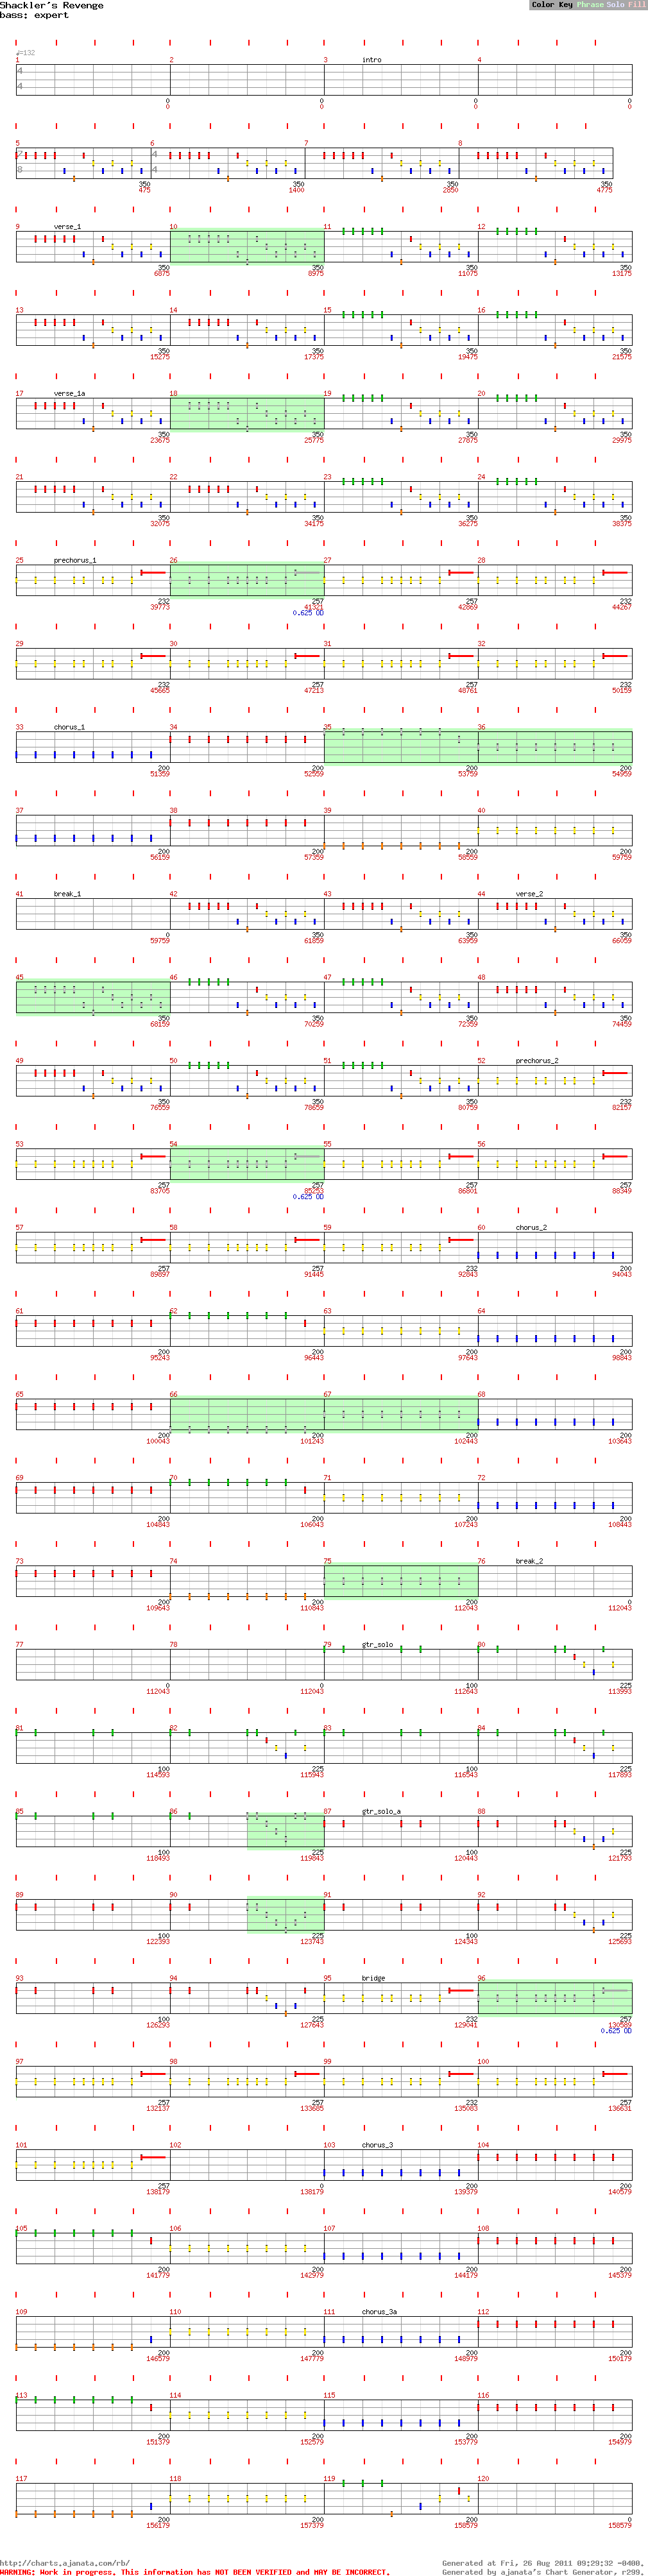 Shackler's Revenge
bass: expert
Color Key Phrase Solo Fill
♩=132
1 2 3 intro 4
4
4
0 0 0 0
0 0 0 0
5 6 7 8
7 4
8 4
350 350 350 350
475 1400 2850 4775
9 verse_1 10 11 12
350 350 350 350
6875 8975 11075 13175
13 14 15 16
350 350 350 350
15275 17375 19475 21575
17 verse_1a 18 19 20
350 350 350 350
23675 25775 27875 29975
21 22 23 24
350 350 350 350
32075 34175 36275 38375
25 prechorus_1 26 27 28
232 257 257 232
39773 41321 42869 44267
0.625 OD
29 30 31 32
232 257 257 232
45665 47213 48761 50159
33 chorus_1 34 35 36
200 200 200 200
51359 52559 53759 54959
37 38 39 40
200 200 200 200
56159 57359 58559 59759
41 break_1 42 43 44 verse_2
0 350 350 350
59759 61859 63959 66059
45 46 47 48
350 350 350 350
68159 70259 72359 74459
49 50 51 52 prechorus_2
350 350 350 232
76559 78659 80759 82157
53 54 55 56
257 257 257 257
83705 85253 86801 88349
0.625 OD
57 58 59 60 chorus_2
257 257 232 200
89897 91445 92843 94043
61 62 63 64
200 200 200 200
95243 96443 97643 98843
65 66 67 68
200 200 200 200
100043 101243 102443 103643
69 70 71 72
200 200 200 200
104843 106043 107243 108443
73 74 75 76 break_2
200 200 200 0
109643 110843 112043 112043
77 78 79 gtr_solo 80
0 0 100 225
112043 112043 112643 113993
81 82 83 84
100 225 100 225
114593 115943 116543 117893
85 86 87 gtr_solo_a 88
100 225 100 225
118493 119843 120443 121793
89 90 91 92
100 225 100 225
122393 123743 124343 125693
93 94 95 bridge 96
100 225 232 257
126293 127643 129041 130589
0.625 OD
97 98 99 100
257 257 232 257
132137 133685 135083 136631
101 102 103 chorus_3 104
257 0 200 200
138179 138179 139379 140579
105 106 107 108
200 200 200 200
141779 142979 144179 145379
109 110 111 chorus_3a 112
200 200 200 200
146579 147779 148979 150179
113 114 115 116
200 200 200 200
151379 152579 153779 154979
117 118 119 120
200 200 200 0
156179 157379 158579 158579
http://charts.ajanata.com/rb/
WARNING: Work in progress. This information has NOT BEEN VERIFIED and MAY BE INCORRECT.
Generated at Fri, 26 Aug 2011 09:29:32 -0400.
Generated by ajanata's Chart Generator, r299.